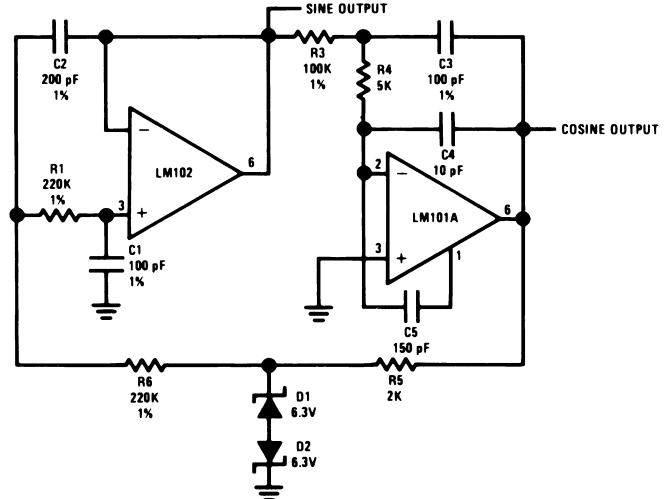 SINE OUTPUT
C2
200 pF
1%
R3
100K
1%
R4
5K
C3
100 pF
1%
COSINE OUTPUT
C4
10 pF
−
LM102
6
R1
220K
1%
3
+
C1
100 pF
1%
2
−
LM101A
6
3
+
1
C5
150 pF
R6
220K
1%
R5
2K
D1
6.3V
D2
6.3V